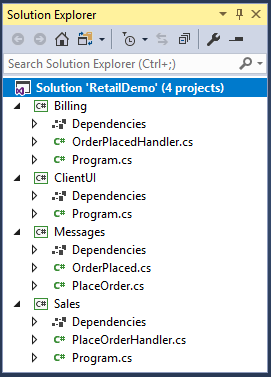 Solution Explorer
Search Solution Explorer (Ctrl+;)
Solution 'RetailDemo' (4 projects)
C# Billing
Dependencies
C# OrderPlacedHandler.cs
C# Program.cs
C# ClientUI
Dependencies
C# Program.cs
C# Messages
Dependencies
C# OrderPlaced.cs
C# PlaceOrder.cs
C# Sales
Dependencies
C# PlaceOrderHandler.cs
C# Program.cs